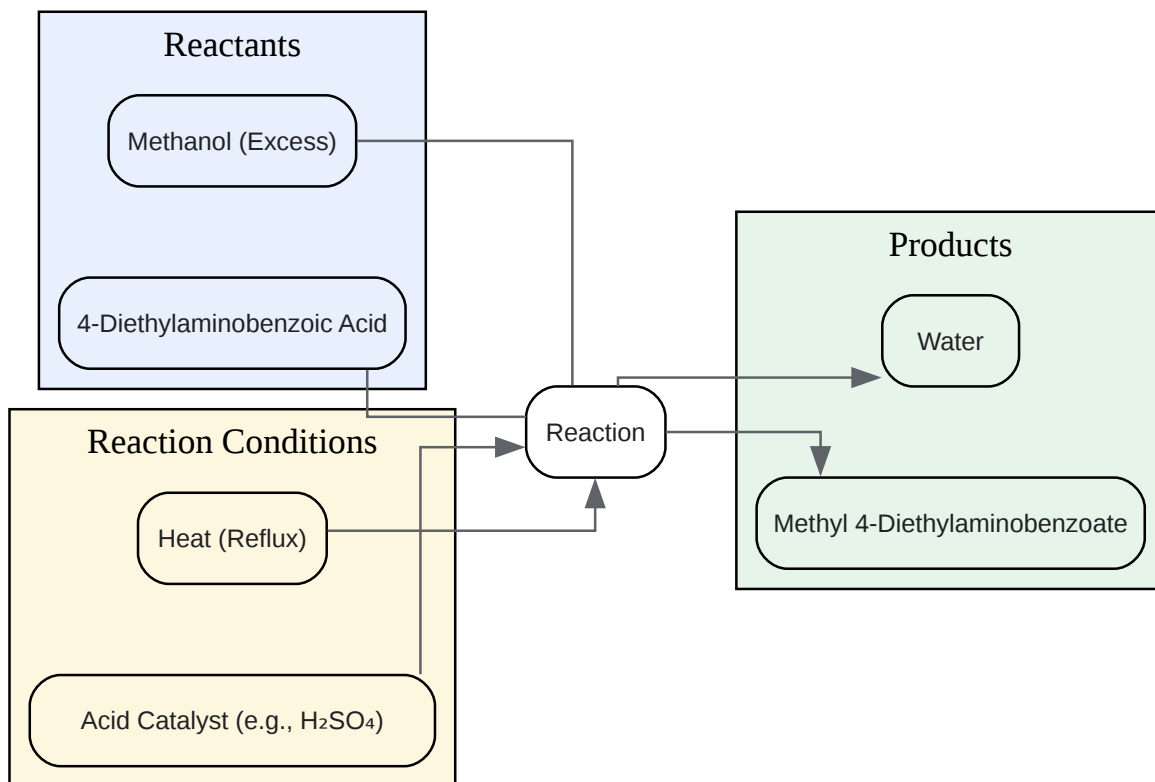 Reactants
Methanol (Excess)
4-Diethylaminobenzoic Acid
Reaction Conditions
Heat (Reflux)
Acid Catalyst (e.g., H₂SO₄)
Reaction
Products
Water
Methyl 4-Diethylaminobenzoate